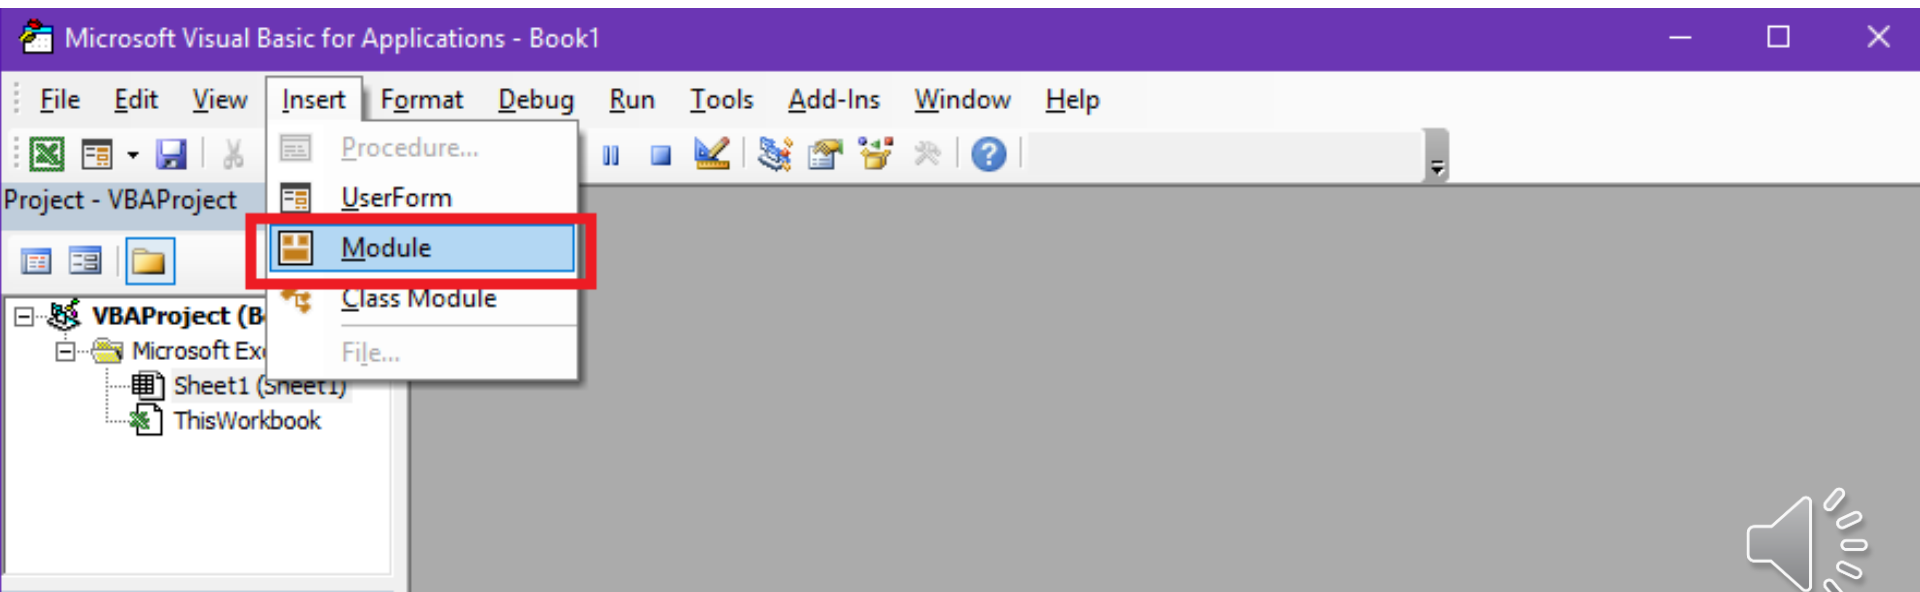 Microsoft Visual Basic for Applications - Book1
File Edit View Insert Format Debug Run Tools Add-Ins Window Help
Procedure...
Project - VBAProject
UserForm
Module
Class Module
VBAProject (B
File...
Microsoft Ex
Sheet1 (Sheet1)
ThisWorkbook